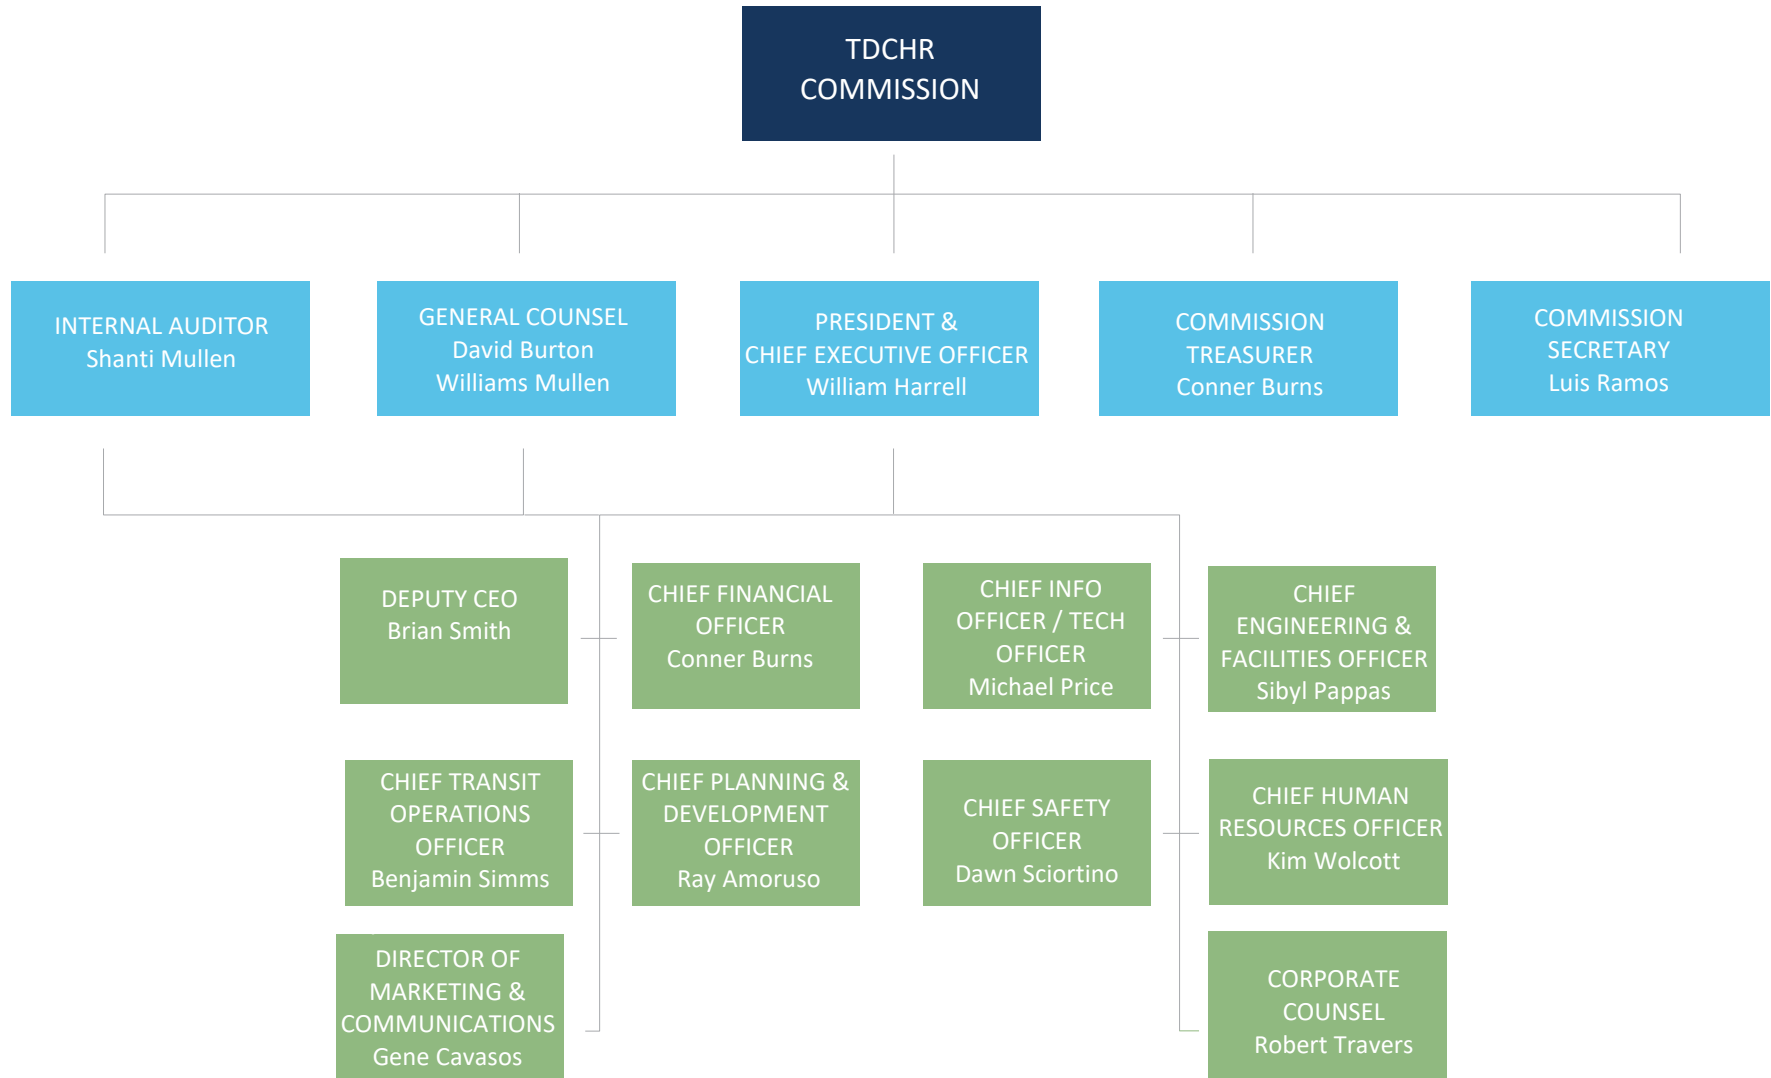 TDCHR
COMMISSION
INTERNAL AUDITOR
Shanti Mullen
GENERAL COUNSEL
David Burton
Williams Mullen
PRESIDENT &
CHIEF EXECUTIVE OFFICER
William Harrell
COMMISSION
TREASURER
Conner Burns
COMMISSION
SECRETARY
Luis Ramos
DEPUTY CEO
Brian Smith
CHIEF FINANCIAL
OFFICER
Conner Burns
CHIEF INFO
OFFICER / TECH
OFFICER
Michael Price
CHIEF
ENGINEERING &
FACILITIES OFFICER
Sibyl Pappas
CHIEF TRANSIT
OPERATIONS
OFFICER
Benjamin Simms
CHIEF PLANNING &
DEVELOPMENT
OFFICER
Ray Amoruso
CHIEF SAFETY
OFFICER
Dawn Sciortino
CHIEF HUMAN
RESOURCES OFFICER
Kim Wolcott
DIRECTOR OF
MARKETING &
COMMUNICATIONS
Gene Cavasos
CORPORATE
COUNSEL
Robert Travers